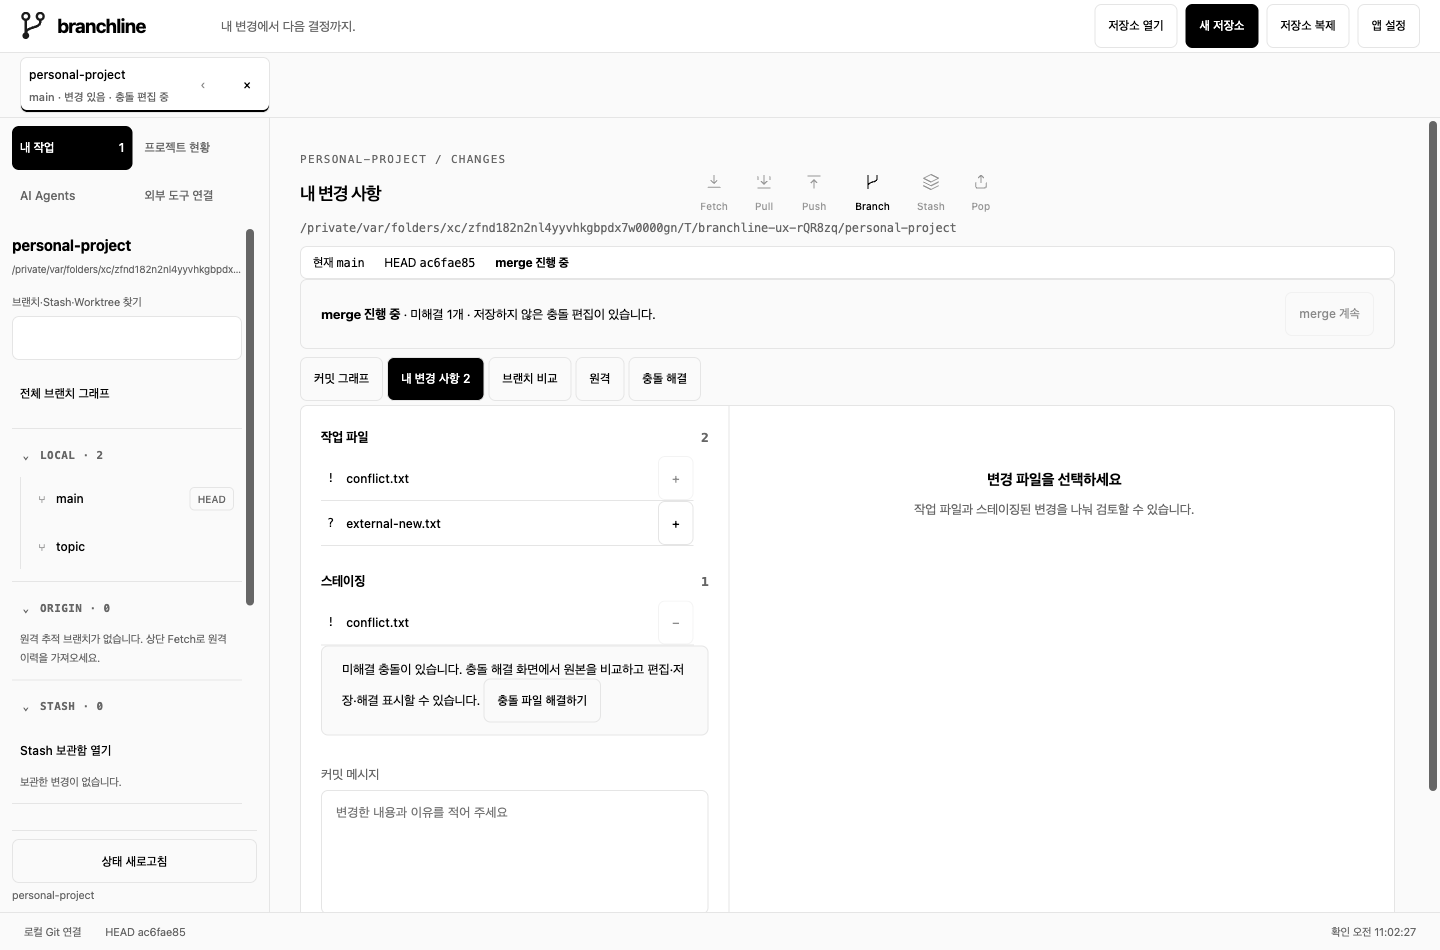 branchline
내 변경에서 다음 결정까지.
저장소 열기
새 저장소
저장소 복제
앱 설정
personal-project
main · 변경 있음 · 충돌 편집 중
‹
×
내 작업 1
프로젝트 현황
AI Agents
외부 도구 연결
personal-project
/private/var/folders/xc/zfnd182n2nl4yyvhkgbpdx...
브랜치·Stash·Worktree 찾기
전체 브랜치 그래프
LOCAL · 2
main HEAD
topic
ORIGIN · 0
원격 추적 브랜치가 없습니다. 상단 Fetch로 원격
이력을 가져오세요.
STASH · 0
Stash 보관함 열기
보관한 변경이 없습니다.
상태 새로고침
personal-project
PERSONAL-PROJECT / CHANGES
내 변경 사항
Fetch
Pull
Push
Branch
Stash
Pop
/private/var/folders/xc/zfnd182n2nl4yyvhkgbpdx7w0000gn/T/branchline-ux-rQR8zq/personal-project
현재 main HEAD ac6fae85 merge 진행 중
merge 진행 중 · 미해결 1개 · 저장하지 않은 충돌 편집이 있습니다.
merge 계속
커밋 그래프
내 변경 사항 2
브랜치 비교
원격
충돌 해결
작업 파일 2
! conflict.txt +
? external-new.txt +
스테이징 1
! conflict.txt −
미해결 충돌이 있습니다. 충돌 해결 화면에서 원본을 비교하고 편집·저
장·해결 표시할 수 있습니다. 충돌 파일 해결하기
커밋 메시지
변경한 내용과 이유를 적어 주세요
변경 파일을 선택하세요
작업 파일과 스테이징된 변경을 나눠 검토할 수 있습니다.
로컬 Git 연결
HEAD ac6fae85
확인 오전 11:02:27